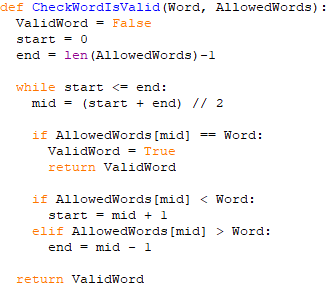 def CheckWordIsValid(Word, AllowedWords):
  ValidWord = False
  start = 0
  end = len(AllowedWords)-1
  while start <= end:
    mid = (start + end) // 2
    if AllowedWords[mid] == Word:
      ValidWord = True
      return ValidWord
    if AllowedWords[mid] < Word:
      start = mid + 1
    elif AllowedWords[mid] > Word:
      end = mid - 1
  return ValidWord